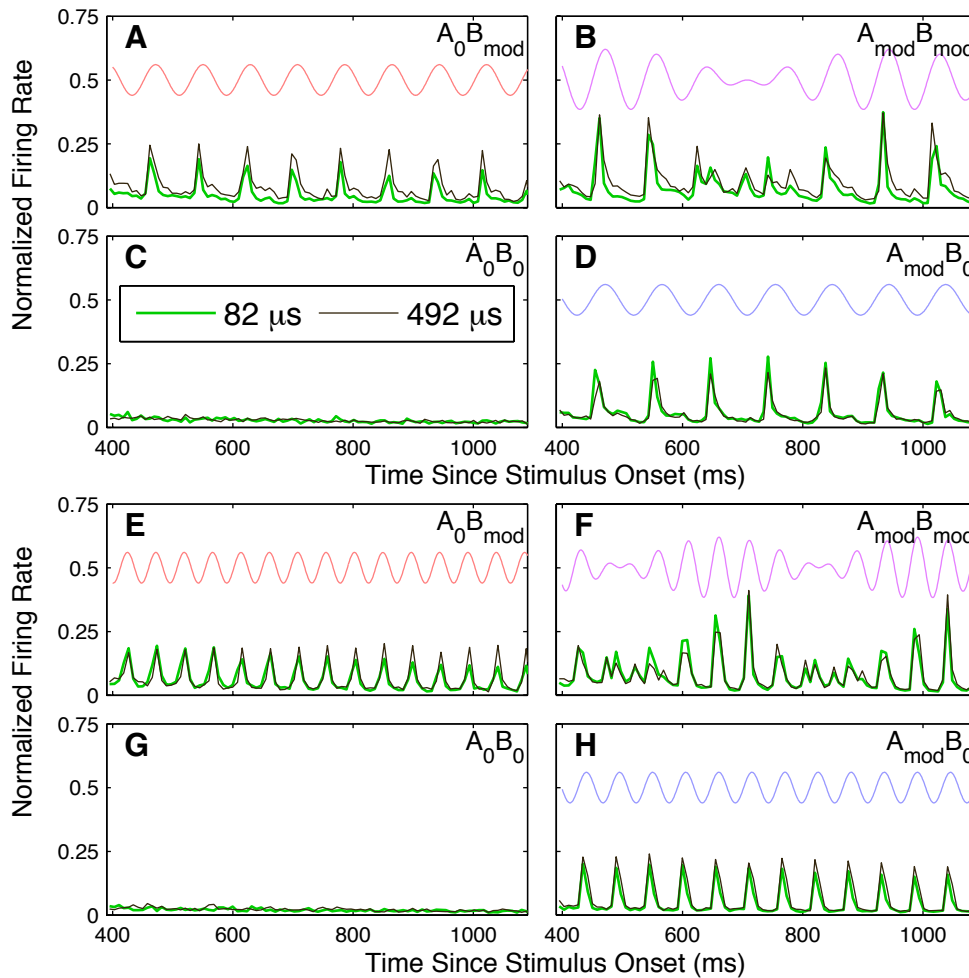 A
A0Bmod
B
AmodBmod
0.75
0.5
0.25
0
Normalized Firing Rate
C
A0B0
D
AmodB0
0.75
0.5
0.25
0
82 μs
492 μs
400 600 800 1000
400 600 800 1000
Time Since Stimulus Onset (ms)
E
A0Bmod
F
AmodBmod
0.75
0.5
0.25
0
Normalized Firing Rate
G
A0B0
H
AmodB0
0.75
0.5
0.25
0
400 600 800 1000
400 600 800 1000
Time Since Stimulus Onset (ms)